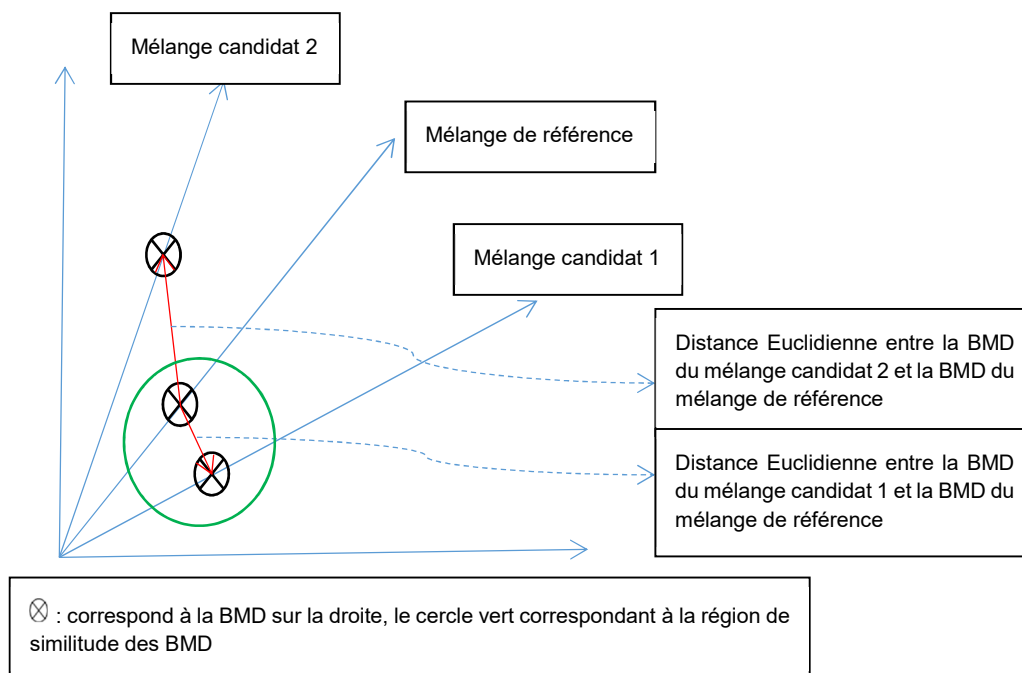 Mélange candidat 2
Mélange de référence
Mélange candidat 1
Distance Euclidienne entre la BMD
du mélange candidat 2 et la BMD du
mélange de référence
Distance Euclidienne entre la BMD
du mélange candidat 1 et la BMD du
mélange de référence
⊗ : correspond à la BMD sur la droite, le cercle vert correspondant à la région de
similitude des BMD